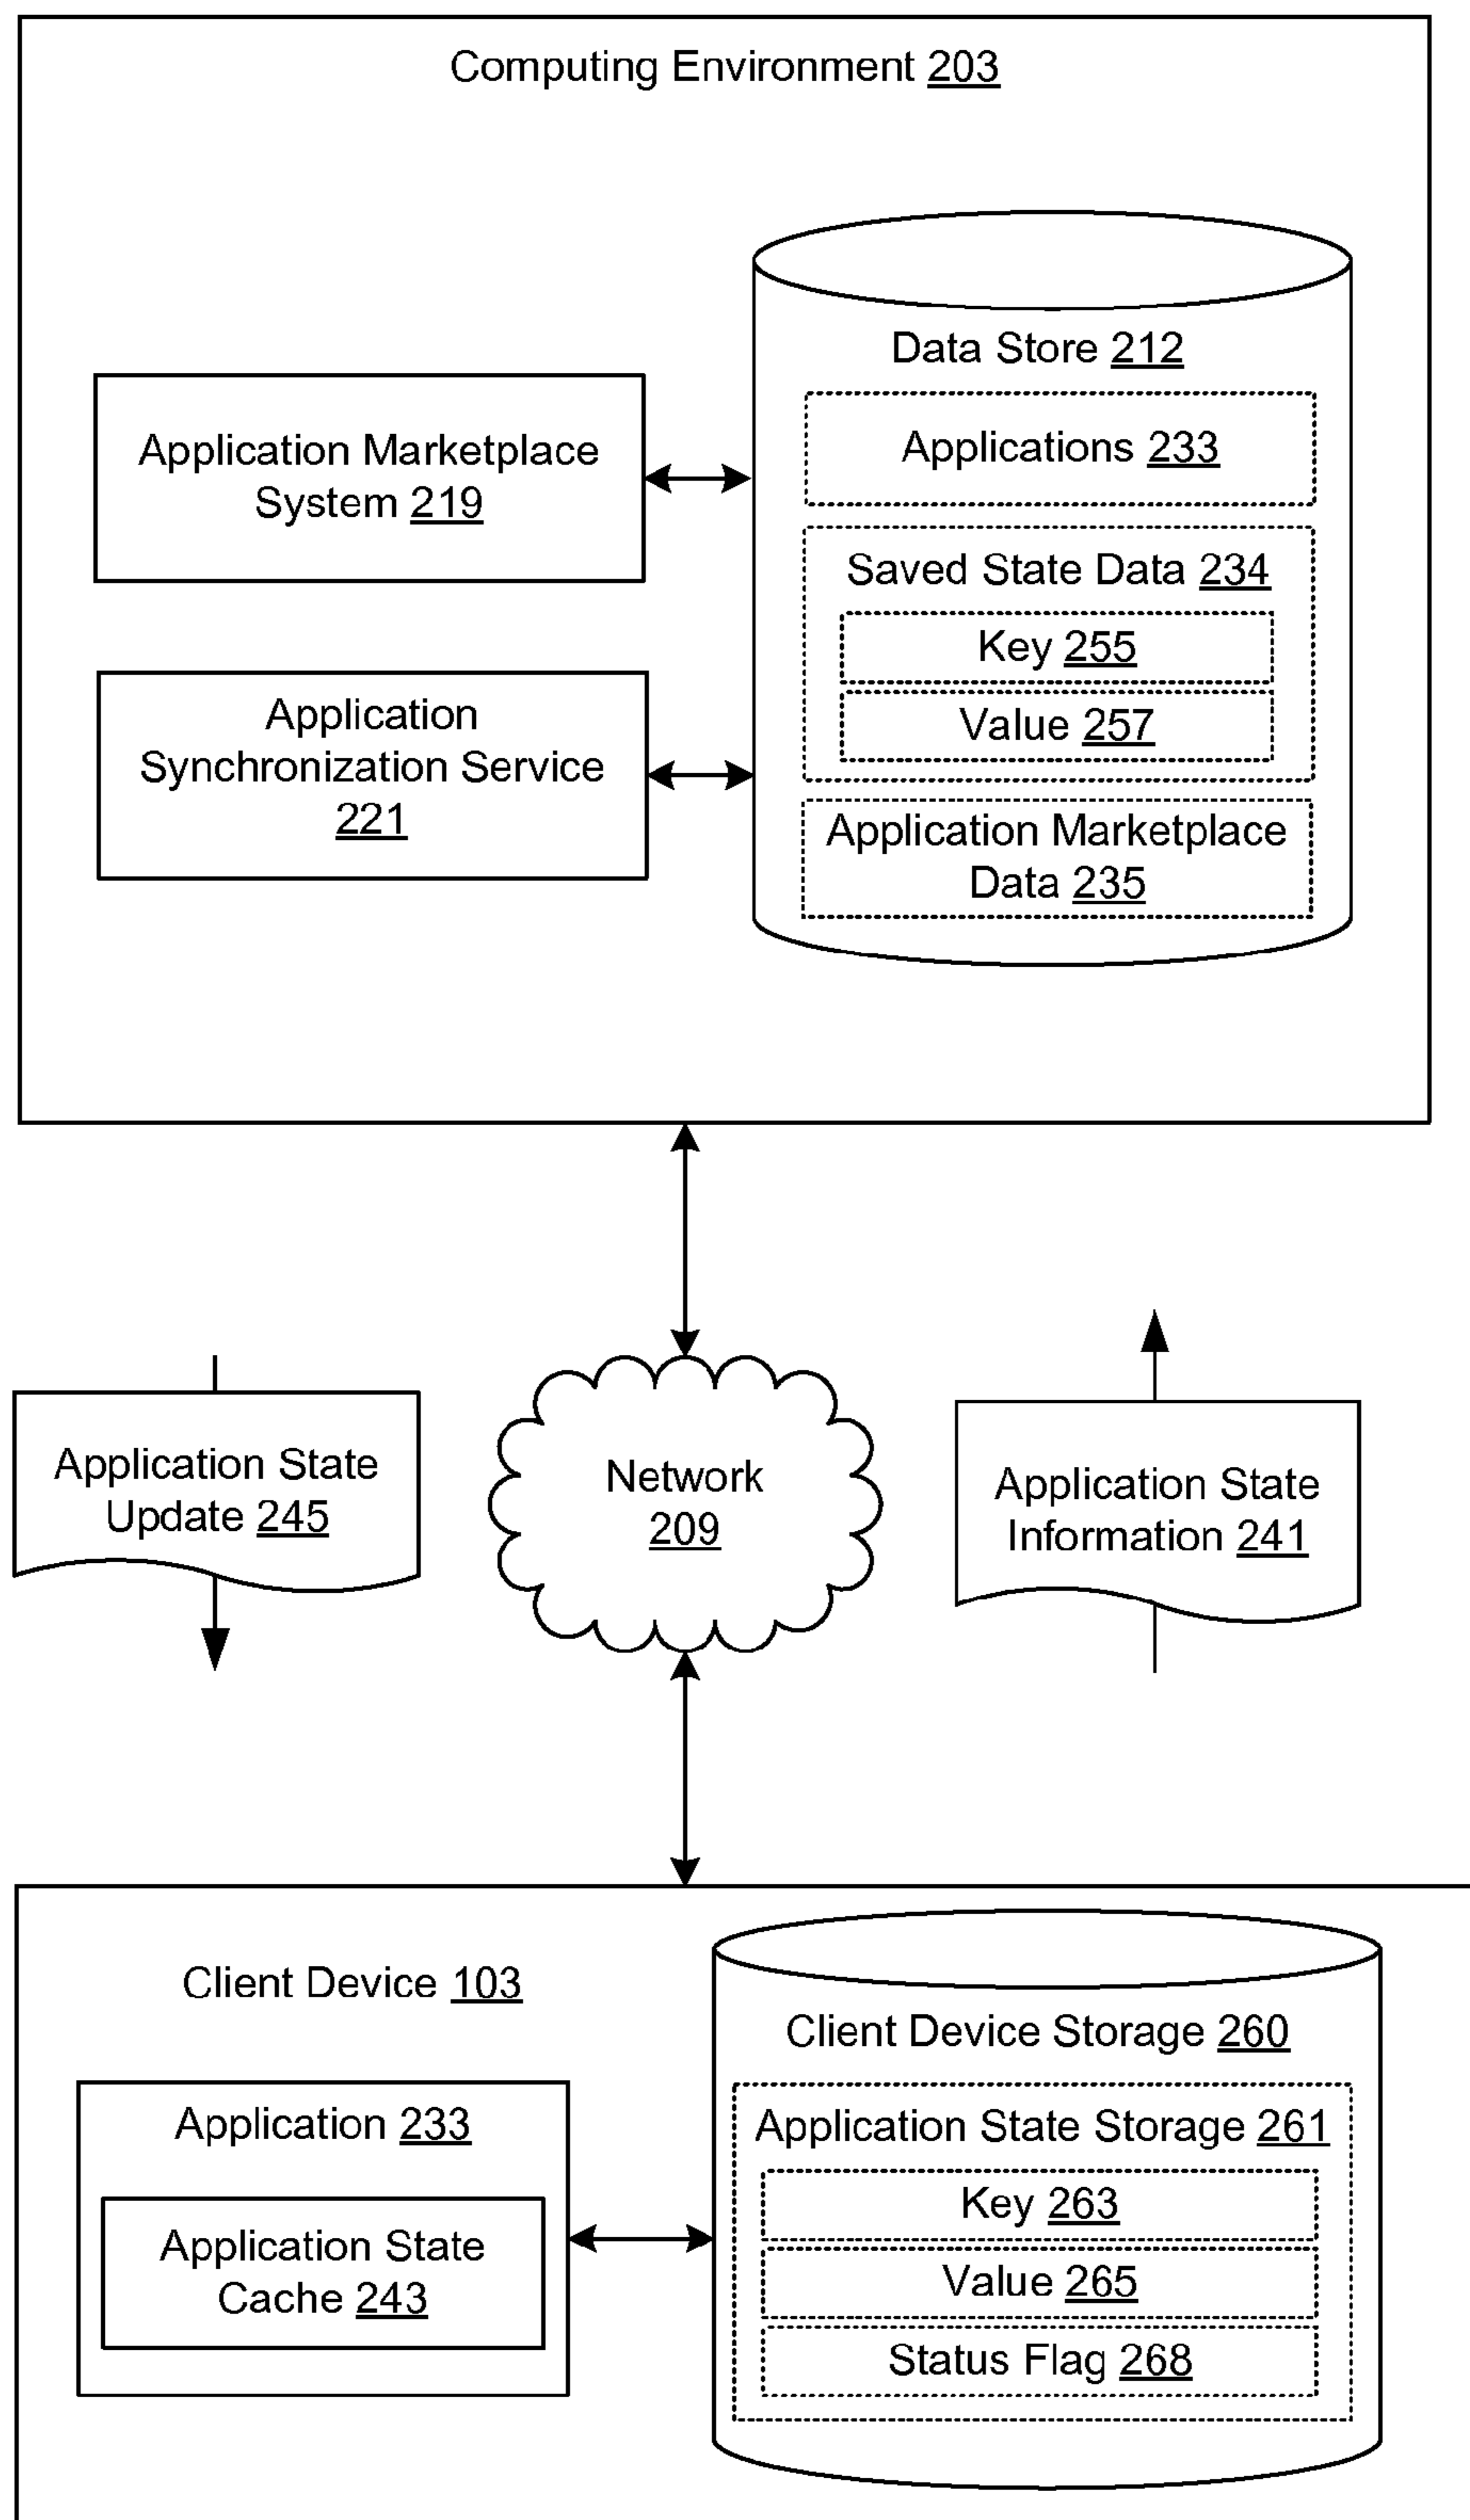 Computing Environment 203
Data Store 212
Applications 233
Application Marketplace
System 219
Saved State Data 234
Key 255
Value 257
Application
Synchronization Service
221
Application Marketplace
Data 235
Application State
Update 245
Network
209
Application State
Information 241
Client Device 103
Client Device Storage 260
Application 233
Application State
Cache 243
Application State Storage 261
Key 263
Value 265
Status Flag 268